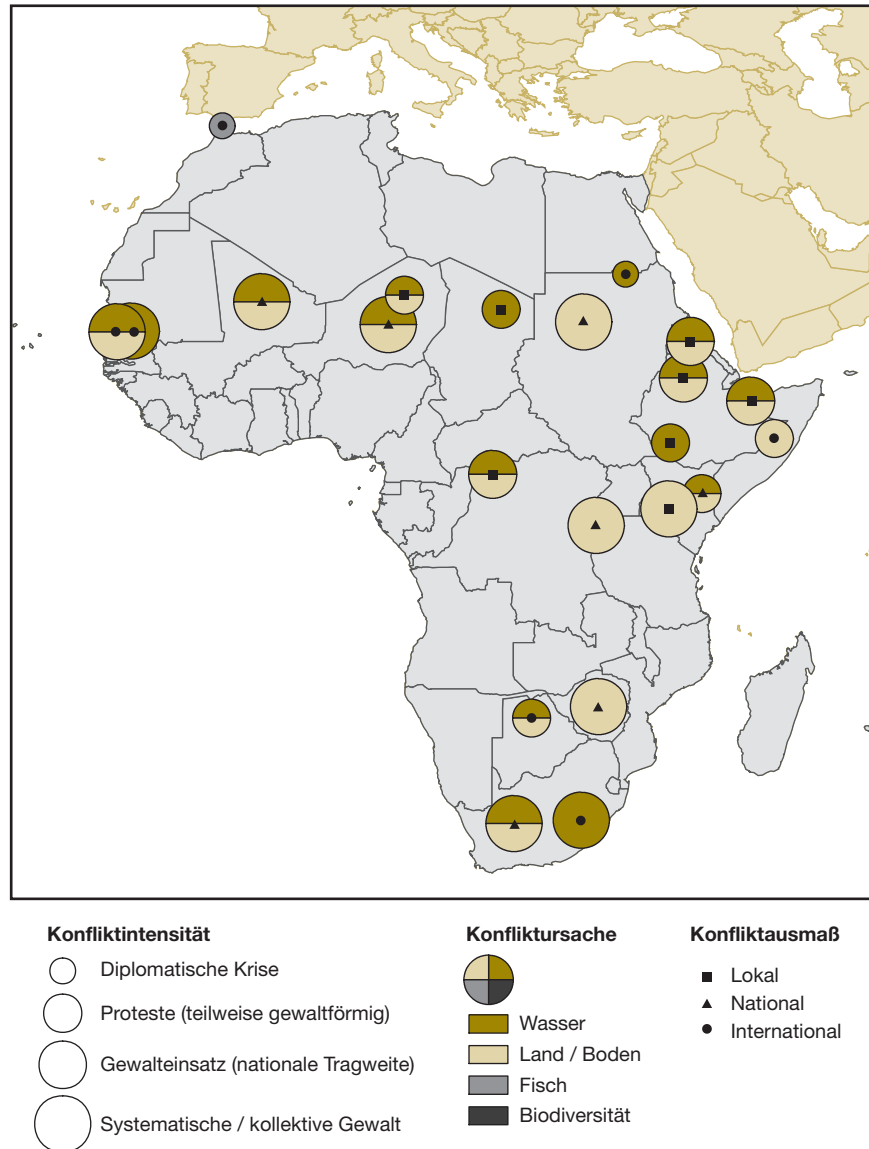 Konfliktintensität
Diplomatische Krise
Proteste (teilweise gewaltförmig)
Gewalteinsatz (nationale Tragweite)
Systematische / kollektive Gewalt
Konfliktursache
Wasser
Land / Boden
Fisch
Biodiversität
Konfliktausmaß
Lokal
National
International